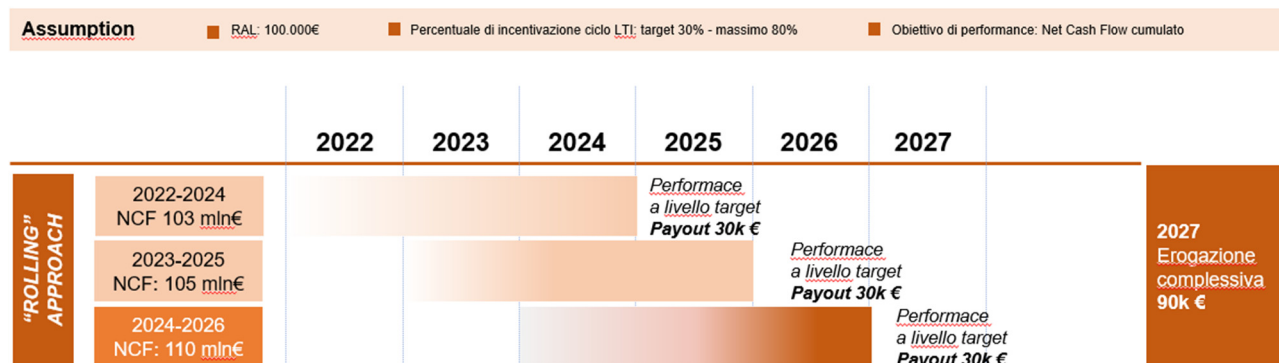 Assumption
RAL: 100.000€
Percentuale di incentivazione ciclo LTI: target 30% - massimo 80%
Obiettivo di performance: Net Cash Flow cumulato
2022 2023 2024 2025 2026 2027
“ROLLING”
APPROACH
2022-2024
NCF 103 mln€
Performace
a livello target
Payout 30k €
2023-2025
NCF: 105 mln€
Performace
a livello target
Payout 30k €
2024-2026
NCF: 110 mln€
Performace
a livello target
Payout 30k €
2027
Erogazione
complessiva
90k €